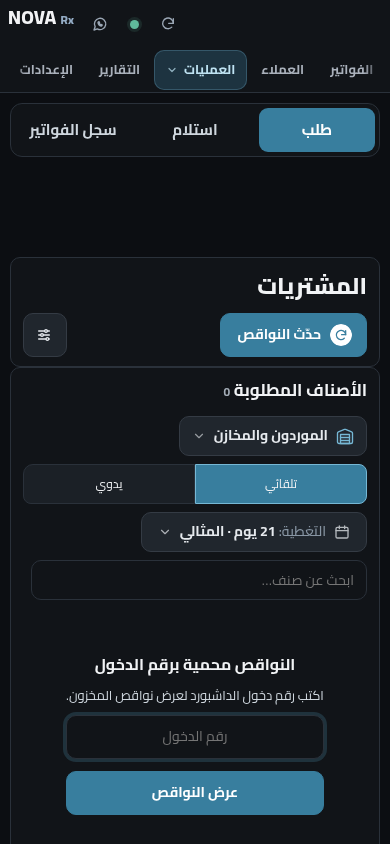 NOVA Rx
الفواتير العملاء العمليات التقارير الإعدادات
طلب استلام سجل الفواتير
المشتريات
حدّث النواقص
الأصناف المطلوبة 0
الموردون والمخازن
تلقائي يدوي
التغطية: 21 يوم · المثالي
ابحث عن صنف...
النواقص محمية برقم الدخول
اكتب رقم دخول الداشبورد لعرض نواقص المخزون.
رقم الدخول
عرض النواقص